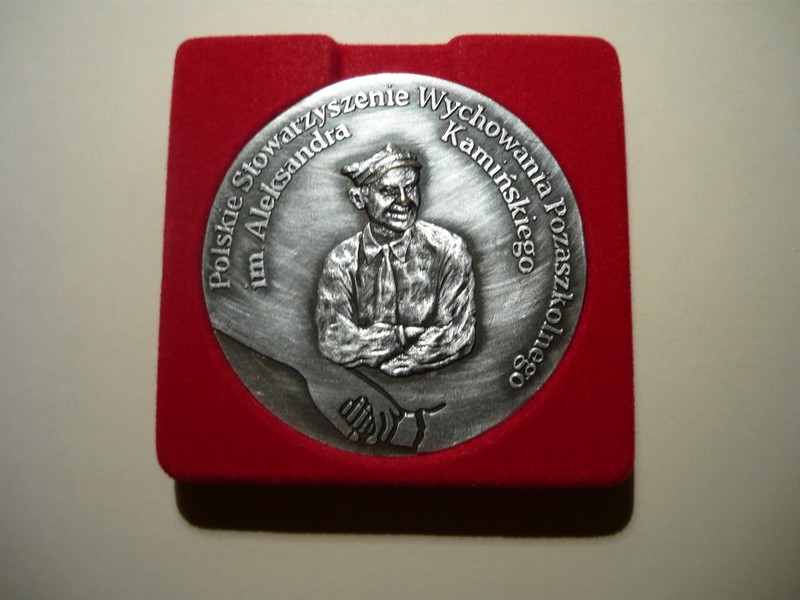 Polskie Stowarzyszenie Wychowania Pozaszkolnego
im. Aleksandra Kamińskiego